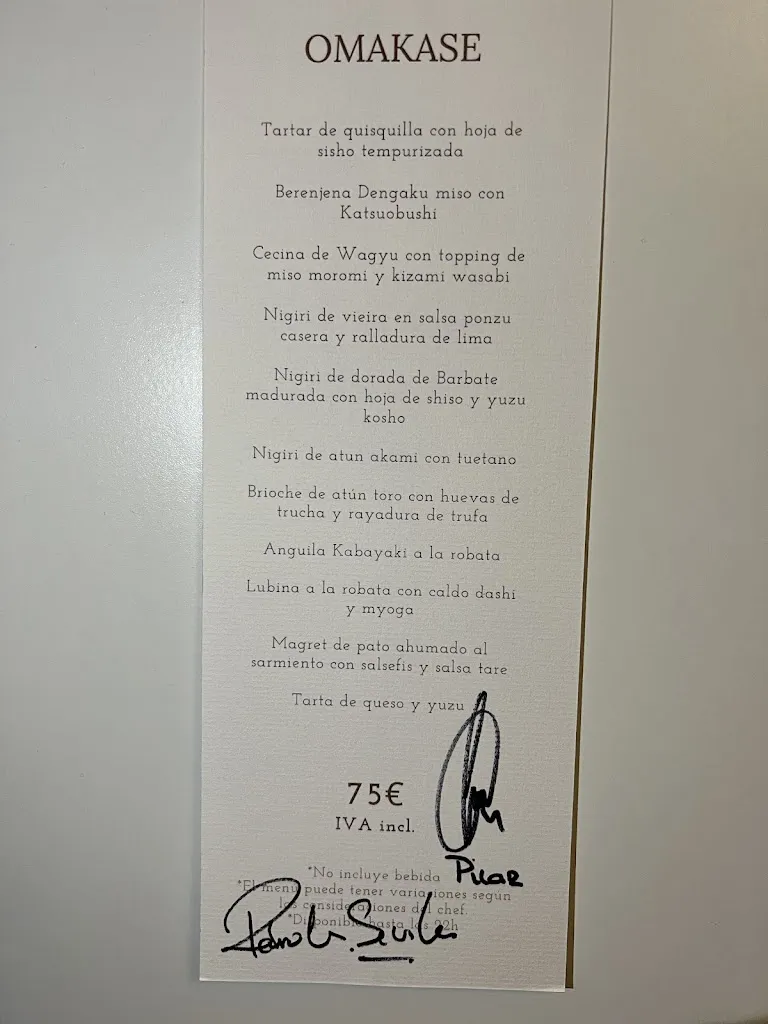 OMAKASE
Tartar de quisquilla con hoja de
sisho tempurizada
Berenjena Dengaku miso con
Katsuobushi
Cecina de Wagyu con topping de
miso moromi y kizami wasabi
Nigiri de vieira en salsa ponzu
casera y ralladura de lima
Nigiri de dorada de Barbate
madurada con hoja de shiso y yuzu
kosho
Nigiri de atun akami con tuetano
Brioche de atún toro con huevas de
trucha y rayadura de trufa
Anguila Kabayaki a la robata
Lubina a la robata con caldo dashi
y myoga
Magret de pato ahumado al
sarmiento con salsefis y salsa tare
Tarta de queso y yuzu
75€
IVA incl.
*No incluye bebida
*El menú puede tener variaciones según
las consideraciones del chef.
*Disponible hasta las 22h